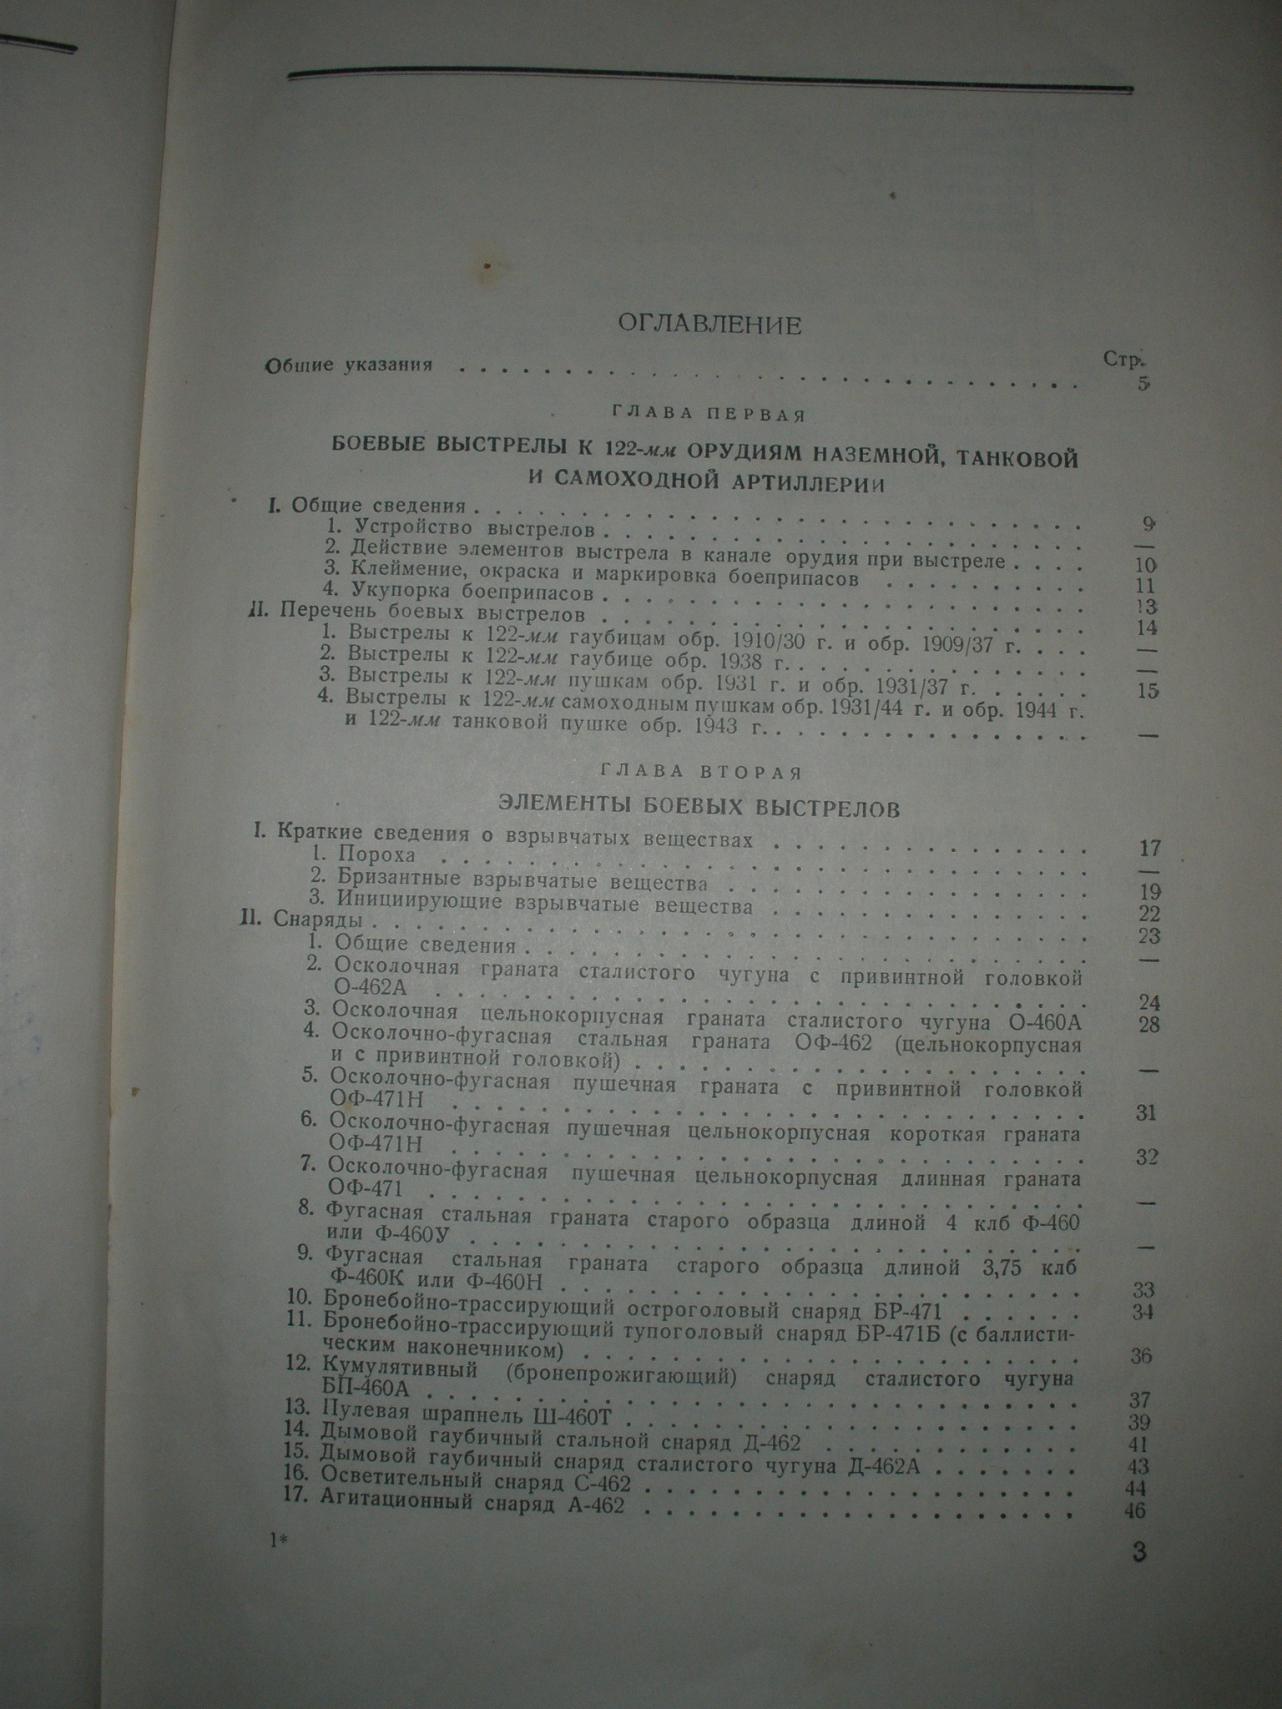 ОГЛАВЛЕНИЕ
Стр.
Общие указания . . . . . . . . . . . . . . . . . . . . . . . . . . . . . 5
ГЛАВА ПЕРВАЯ
БОЕВЫЕ ВЫСТРЕЛЫ К 122-мм ОРУДИЯМ НАЗЕМНОЙ, ТАНКОВОЙ
И САМОХОДНОЙ АРТИЛЛЕРИИ
I. Общие сведения . . . . . . . . . . . . . . . . . . . . . . . . . . . . 9
1. Устройство выстрелов . . . . . . . . . . . . . . . . . . . . . . —
2. Действие элементов выстрела в канале орудия при выстреле . . . . 10
3. Клеймение, окраска и маркировка боеприпасов . . . . . . . . . 11
4. Укупорка боеприпасов . . . . . . . . . . . . . . . . . . . . . . 13
II. Перечень боевых выстрелов . . . . . . . . . . . . . . . . . . . . . . 14
1. Выстрелы к 122-мм гаубицам обр. 1910/30 г. и обр. 1909/37 г. . . . . —
2. Выстрелы к 122-мм гаубице обр. 1938 г. . . . . . . . . . . . . . . —
3. Выстрелы к 122-мм пушкам обр. 1931 г. и обр. 1931/37 г. . . . . . . 15
4. Выстрелы к 122-мм самоходным пушкам обр. 1931/44 г. и обр. 1944 г.
и 122-мм танковой пушке обр. 1943 г. . . . . . . . . . . . . . . . —
ГЛАВА ВТОРАЯ
ЭЛЕМЕНТЫ БОЕВЫХ ВЫСТРЕЛОВ
I. Краткие сведения о взрывчатых веществах . . . . . . . . . . . . . . . 17
1. Пороха . . . . . . . . . . . . . . . . . . . . . . . . . . . . . —
2. Бризантные взрывчатые вещества . . . . . . . . . . . . . . . . . 19
3. Инициирующие взрывчатые вещества . . . . . . . . . . . . . . . 22
II. Снаряды . . . . . . . . . . . . . . . . . . . . . . . . . . . . . . . 23
1. Общие сведения . . . . . . . . . . . . . . . . . . . . . . . . . —
2. Осколочная граната сталистого чугуна с привинтной головкой
О-462А . . . . . . . . . . . . . . . . . . . . . . . . . . . . . 24
3. Осколочная цельнокорпусная граната сталистого чугуна О-460А 28
4. Осколочно-фугасная стальная граната ОФ-462 (цельнокорпусная
и с привинтной головкой) . . . . . . . . . . . . . . . . . . . . . —
5. Осколочно-фугасная пушечная граната с привинтной головкой
ОФ-471Н . . . . . . . . . . . . . . . . . . . . . . . . . . . . 31
6. Осколочно-фугасная пушечная цельнокорпусная короткая граната
ОФ-471Н . . . . . . . . . . . . . . . . . . . . . . . . . . . . 32
7. Осколочно-фугасная пушечная цельнокорпусная длинная граната
ОФ-471 . . . . . . . . . . . . . . . . . . . . . . . . . . . . . —
8. Фугасная стальная граната старого образца длиной 4 клб Ф-460
или Ф-460У . . . . . . . . . . . . . . . . . . . . . . . . . . . —
9. Фугасная стальная граната старого образца длиной 3,75 клб
Ф-460К или Ф-460Н . . . . . . . . . . . . . . . . . . . . . . . 33
10. Бронебойно-трассирующий остроголовый снаряд БР-471 . . . . . . 34
11. Бронебойно-трассирующий тупоголовый снаряд БР-471Б (с баллисти-
ческим наконечником) . . . . . . . . . . . . . . . . . . . . . . . 36
12. Кумулятивный (бронепрожигающий) снаряд сталистого чугуна
БП-460А . . . . . . . . . . . . . . . . . . . . . . . . . . . . . 37
13. Пулевая шрапнель Ш-460Т . . . . . . . . . . . . . . . . . . . . 39
14. Дымовой гаубичный стальной снаряд Д-462 . . . . . . . . . . . . 41
15. Дымовой гаубичный снаряд сталистого чугуна Д-462А . . . . . . . 43
16. Осветительный снаряд С-462 . . . . . . . . . . . . . . . . . . . . 44
17. Агитационный снаряд А-462 . . . . . . . . . . . . . . . . . . . . 46
1*
3